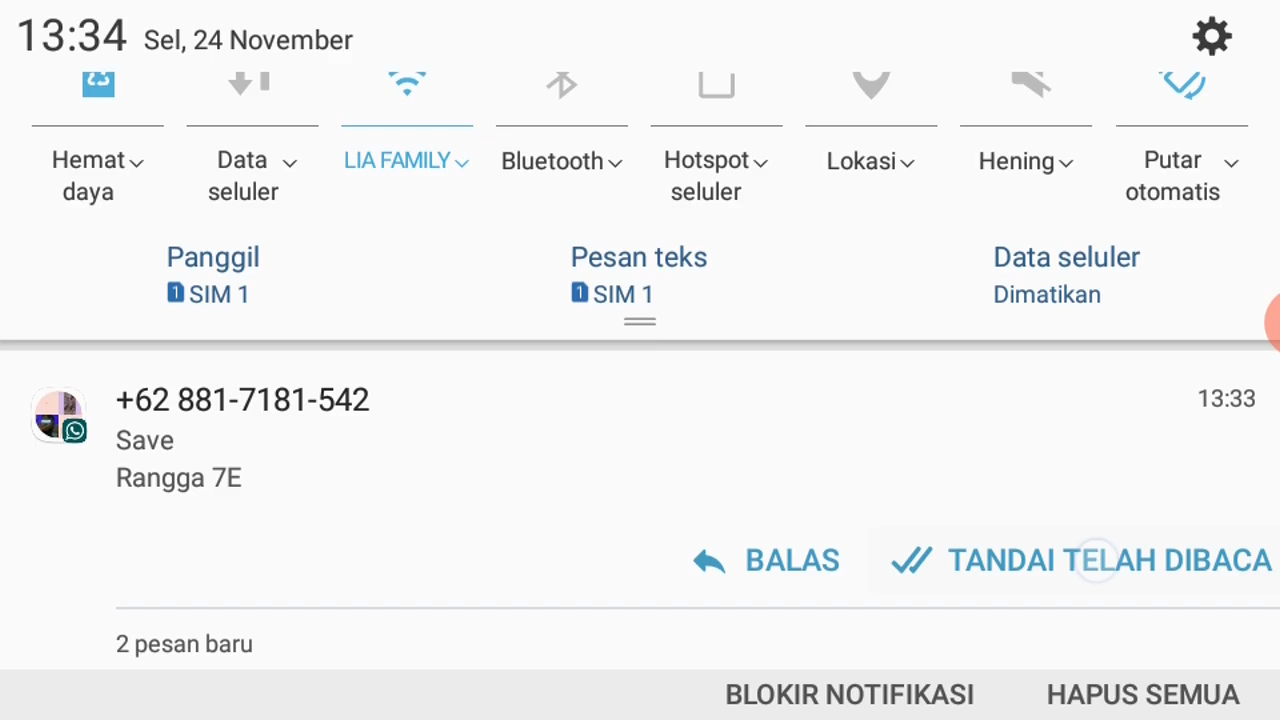 13:34 Sel, 24 November
Hemat daya
Data seluler
LIA FAMILY
Bluetooth
Hotspot seluler
Lokasi
Hening
Putar otomatis
Panggil
1 SIM 1
Pesan teks
1 SIM 1
Data seluler
Dimatikan
+62 881-7181-542 13:33
Save
Rangga 7E
BALAS TANDAI TELAH DIBACA
2 pesan baru
BLOKIR NOTIFIKASI HAPUS SEMUA